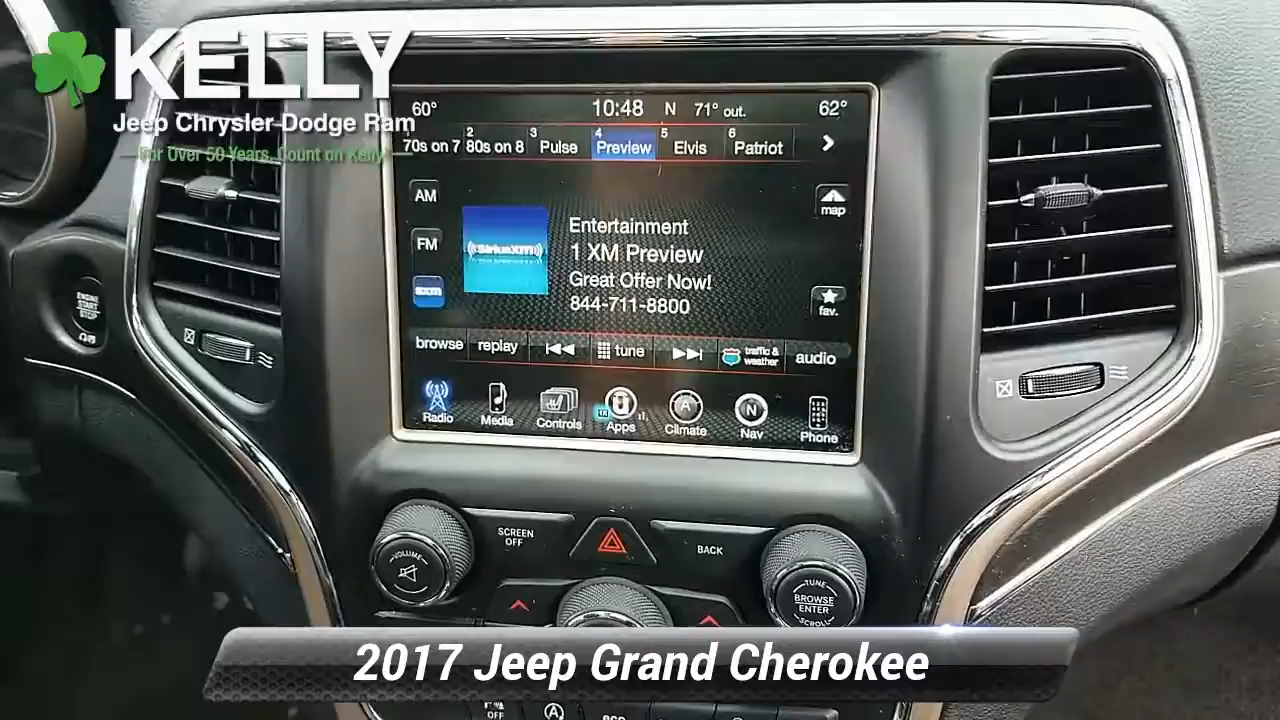 KELLY
Jeep Chrysler Dodge Ram
For Over 50 Years, Count on Kelly
60° 10:48 N 71° out. 62°
70s on 7 2 80s on 8 3 Pulse 4 Preview 5 Elvis 6 Patriot
AM
FM
sxm
((SiriusXM))
Entertainment
1 XM Preview
Great Offer Now!
844-711-8800
map
fav.
browse replay tune traffic & weather audio
Radio Media Controls Apps Climate Nav Phone
ENGINE
START
STOP
VOLUME
SCREEN
OFF
BACK
TUNE
BROWSE
ENTER
SCROLL
2017 Jeep Grand Cherokee
OFF